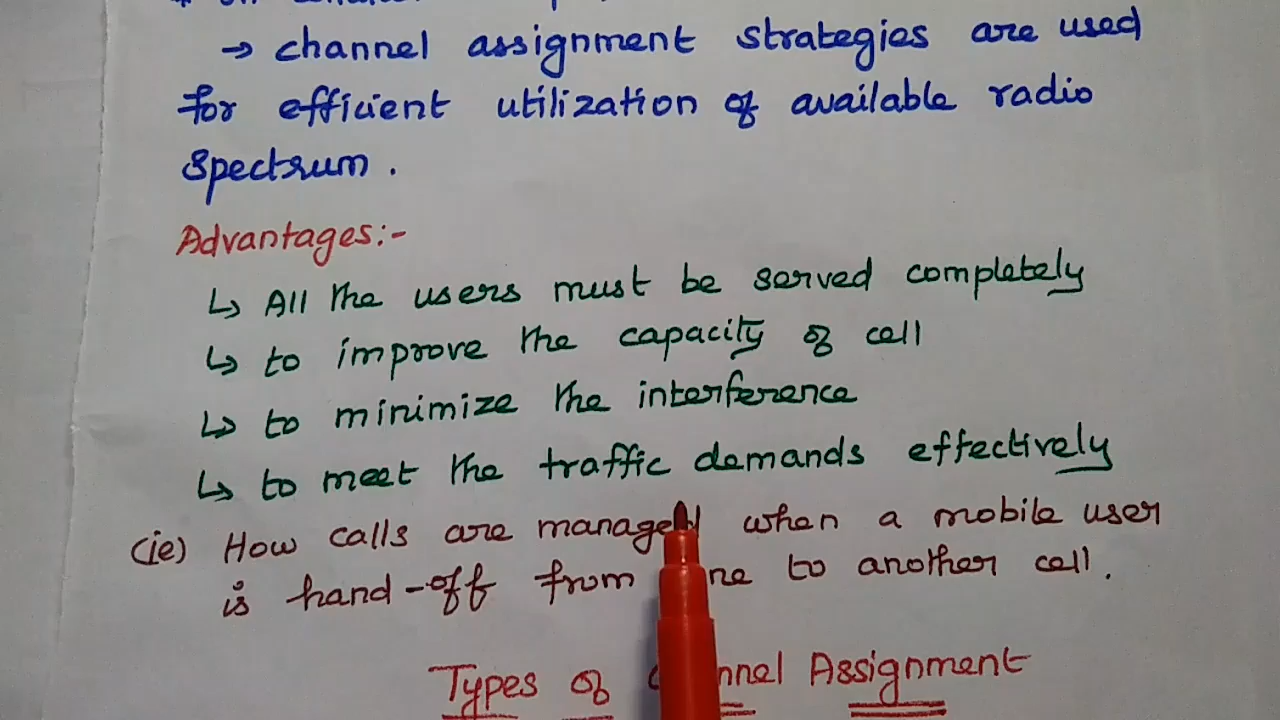 → channel assignment strategies are used
for efficient utilization of available radio
spectrum.
Advantages:-
↳ All the users must be served completely
↳ to improve the capacity of cell
↳ to minimize the interference
↳ to meet the traffic demands effectively
(ie) How calls are managed when a mobile user
is hand-off from to another cell.
Types of Assignment